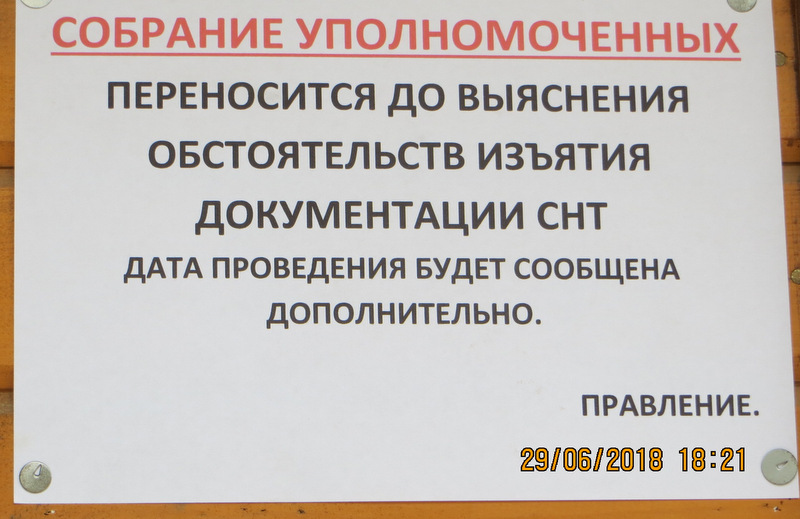 СОБРАНИЕ УПОЛНОМОЧЕННЫХ
ПЕРЕНОСИТСЯ ДО ВЫЯСНЕНИЯ
ОБСТОЯТЕЛЬСТВ ИЗЪЯТИЯ
ДОКУМЕНТАЦИИ СНТ
ДАТА ПРОВЕДЕНИЯ БУДЕТ СООБЩЕНА
ДОПОЛНИТЕЛЬНО.
ПРАВЛЕНИЕ.
29/06/2018 18:21